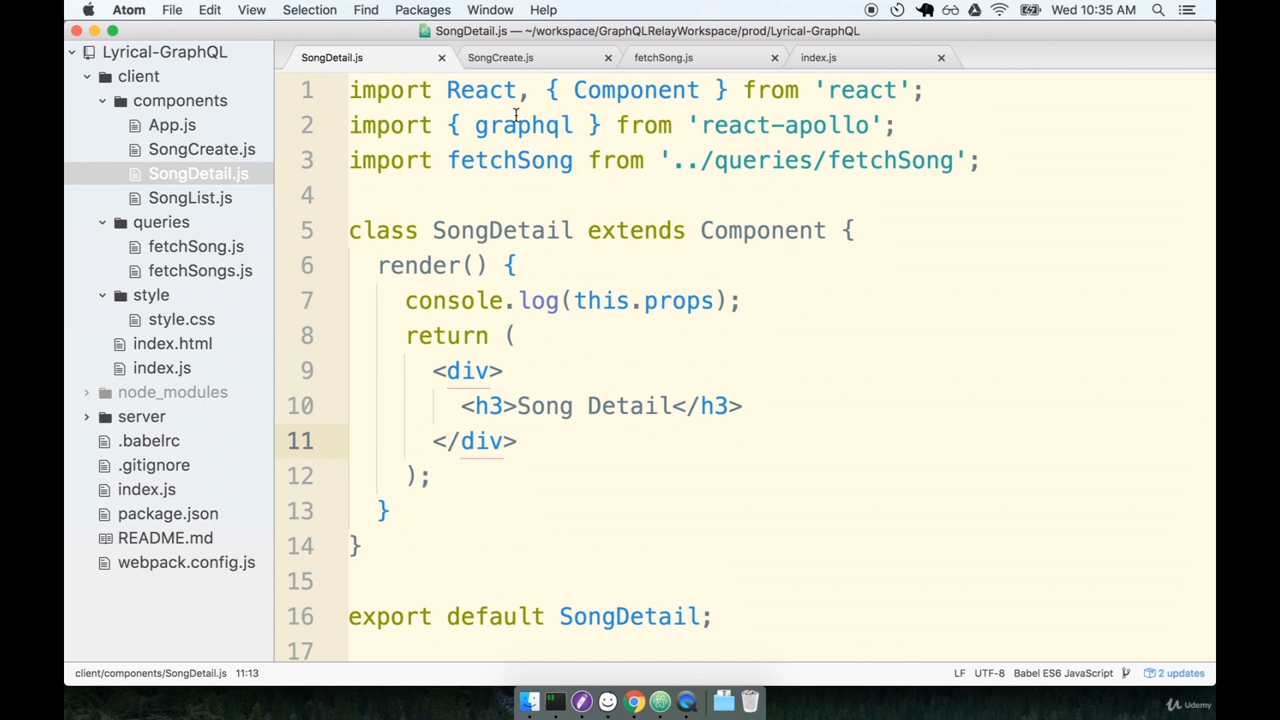 Atom File Edit View Selection Find Packages Window Help Wed 10:35 AM
SongDetail.js — ~/workspace/GraphQLRelayWorkspace/prod/Lyrical-GraphQL
Lyrical-GraphQL
client
components
App.js
SongCreate.js
SongDetail.js
SongList.js
queries
fetchSong.js
fetchSongs.js
style
style.css
index.html
index.js
node_modules
server
.babelrc
.gitignore
index.js
package.json
README.md
webpack.config.js
SongDetail.js SongCreate.js fetchSong.js index.js
1 import React, { Component } from 'react';
2 import { graphql } from 'react-apollo';
3 import fetchSong from '../queries/fetchSong';
4
5 class SongDetail extends Component {
6 render() {
7 console.log(this.props);
8 return (
9 <div>
10 <h3>Song Detail</h3>
11 </div>
12 );
13 }
14 }
15
16 export default SongDetail;
17
client/components/SongDetail.js 11:13 LF UTF-8 Babel ES6 JavaScript 2 updates
Udemy